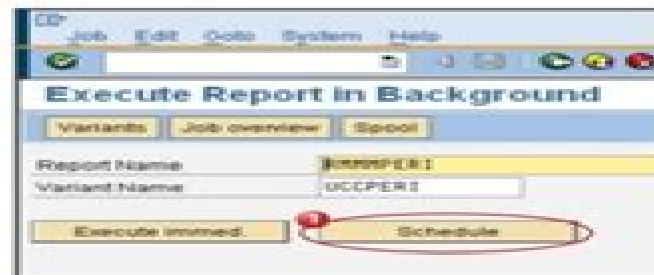 Job Edit Goto System Help
Execute Report in Background
Variants Job overview Spool
Report Name
Variant Name UCCPERI
Execute immed. Schedule